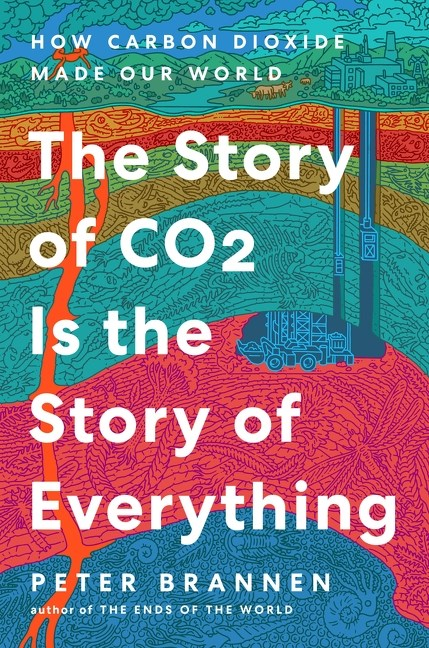 HOW CARBON DIOXIDE
MADE OUR WORLD
The Story
of CO2
Is the
Story of
Everything
PETER BRANNEN
author of THE ENDS OF THE WORLD